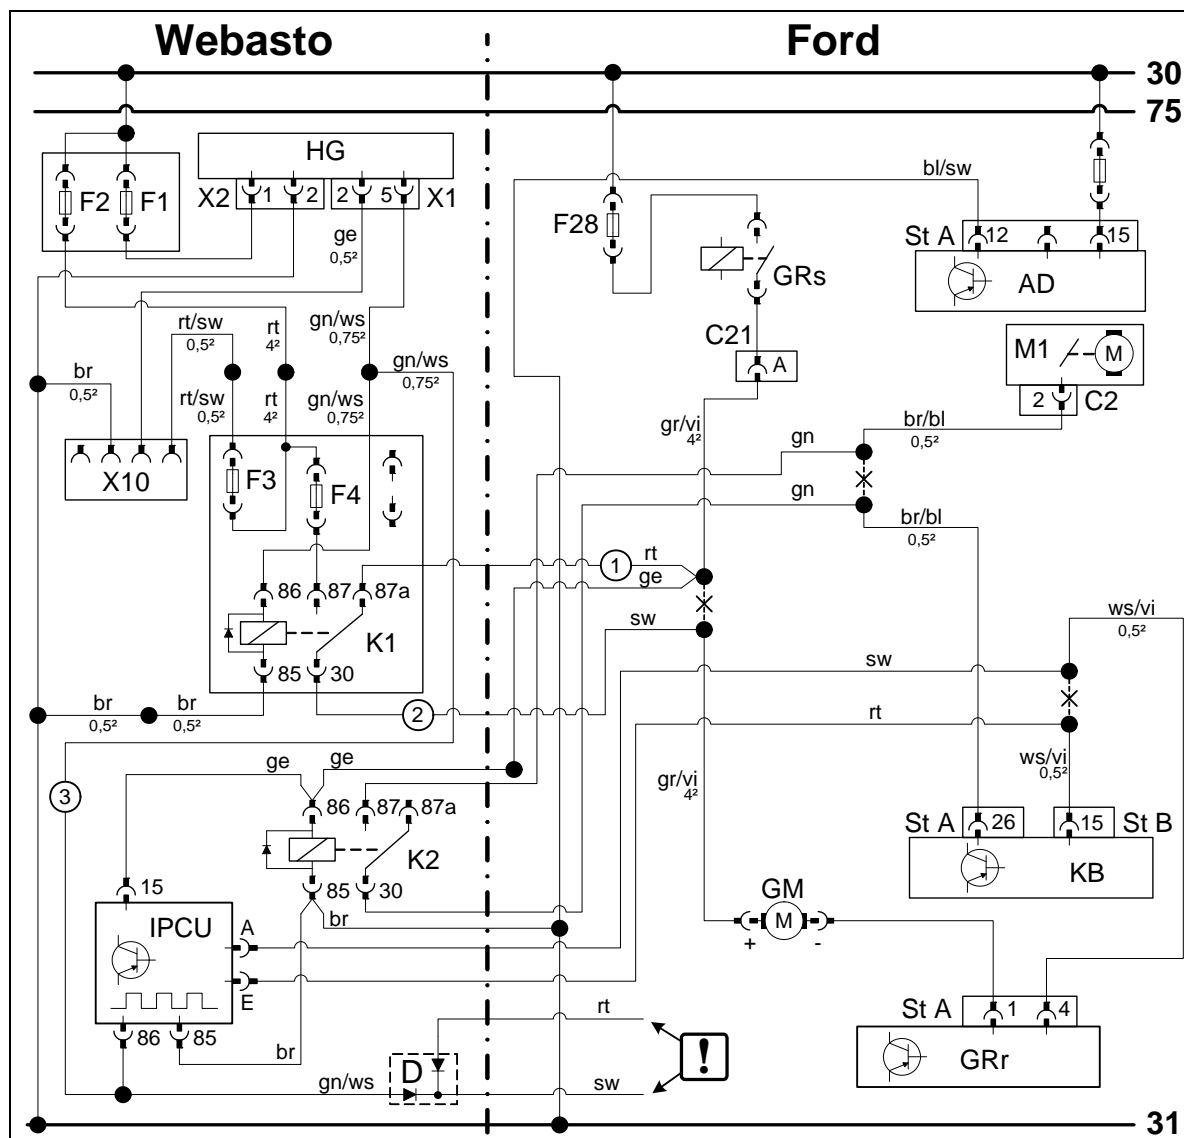 Webasto Ford
30
75
HG
bl/sw
F2 F1 X2 1 2 2 5 X1
F28
St A 12 15
ge
0,5²
GRs
AD
rt/sw
0,5²
rt
4²
gn/ws
0,75²
C21
M1 M
gn/ws
0,75²
A
br
0,5²
2 C2
rt/sw
0,5²
rt
4²
gn/ws
0,75²
gr/vi
4²
br/bl
0,5²
gn
X10
F3 F4
gn
br/bl
0,5²
1 rt
86 87 87a
ge
ws/vi
0,5²
K1
sw
85 30
sw
br
0,5²
br
0,5²
2
rt
ge ge
gr/vi
4²
ws/vi
0,5²
3
86 87 87a
St A 26 15 St B
K2
KB
15
85 30
GM
IPCU A
br
M
+ -
E
St A 1 4
86 85
rt
br
!
GRr
gn/ws D sw
31